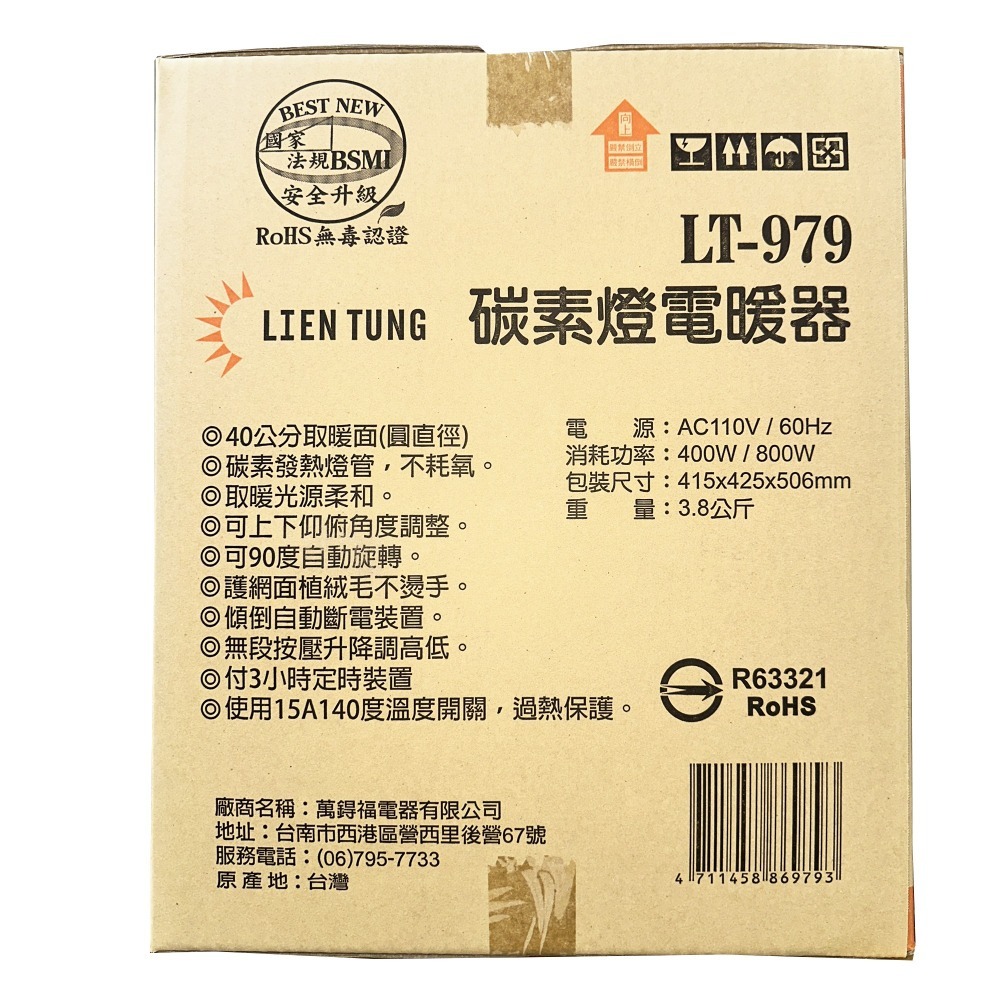 BEST NEW
國家
法規BSMI
安全升級
RoHS無毒認證
向上
嚴禁倒立
嚴禁橫倒
LT-979
LIEN TUNG
碳素燈電暖器
◎40公分取暖面(圓直徑)
◎碳素發熱燈管，不耗氧。
◎取暖光源柔和。
◎可上下仰俯角度調整。
◎可90度自動旋轉。
◎護網面植絨毛不燙手。
◎傾倒自動斷電裝置。
◎無段按壓升降調高低。
◎付3小時定時裝置
◎使用15A140度溫度開關，過熱保護。
電　　源：AC110V / 60Hz
消耗功率：400W / 800W
包裝尺寸：415x425x506mm
重　　量：3.8公斤
R63321
RoHS
廠商名稱：萬鍀福電器有限公司
地址：台南市西港區營西里後營67號
服務電話：(06)795-7733
原 產 地：台灣
4 711458 869793